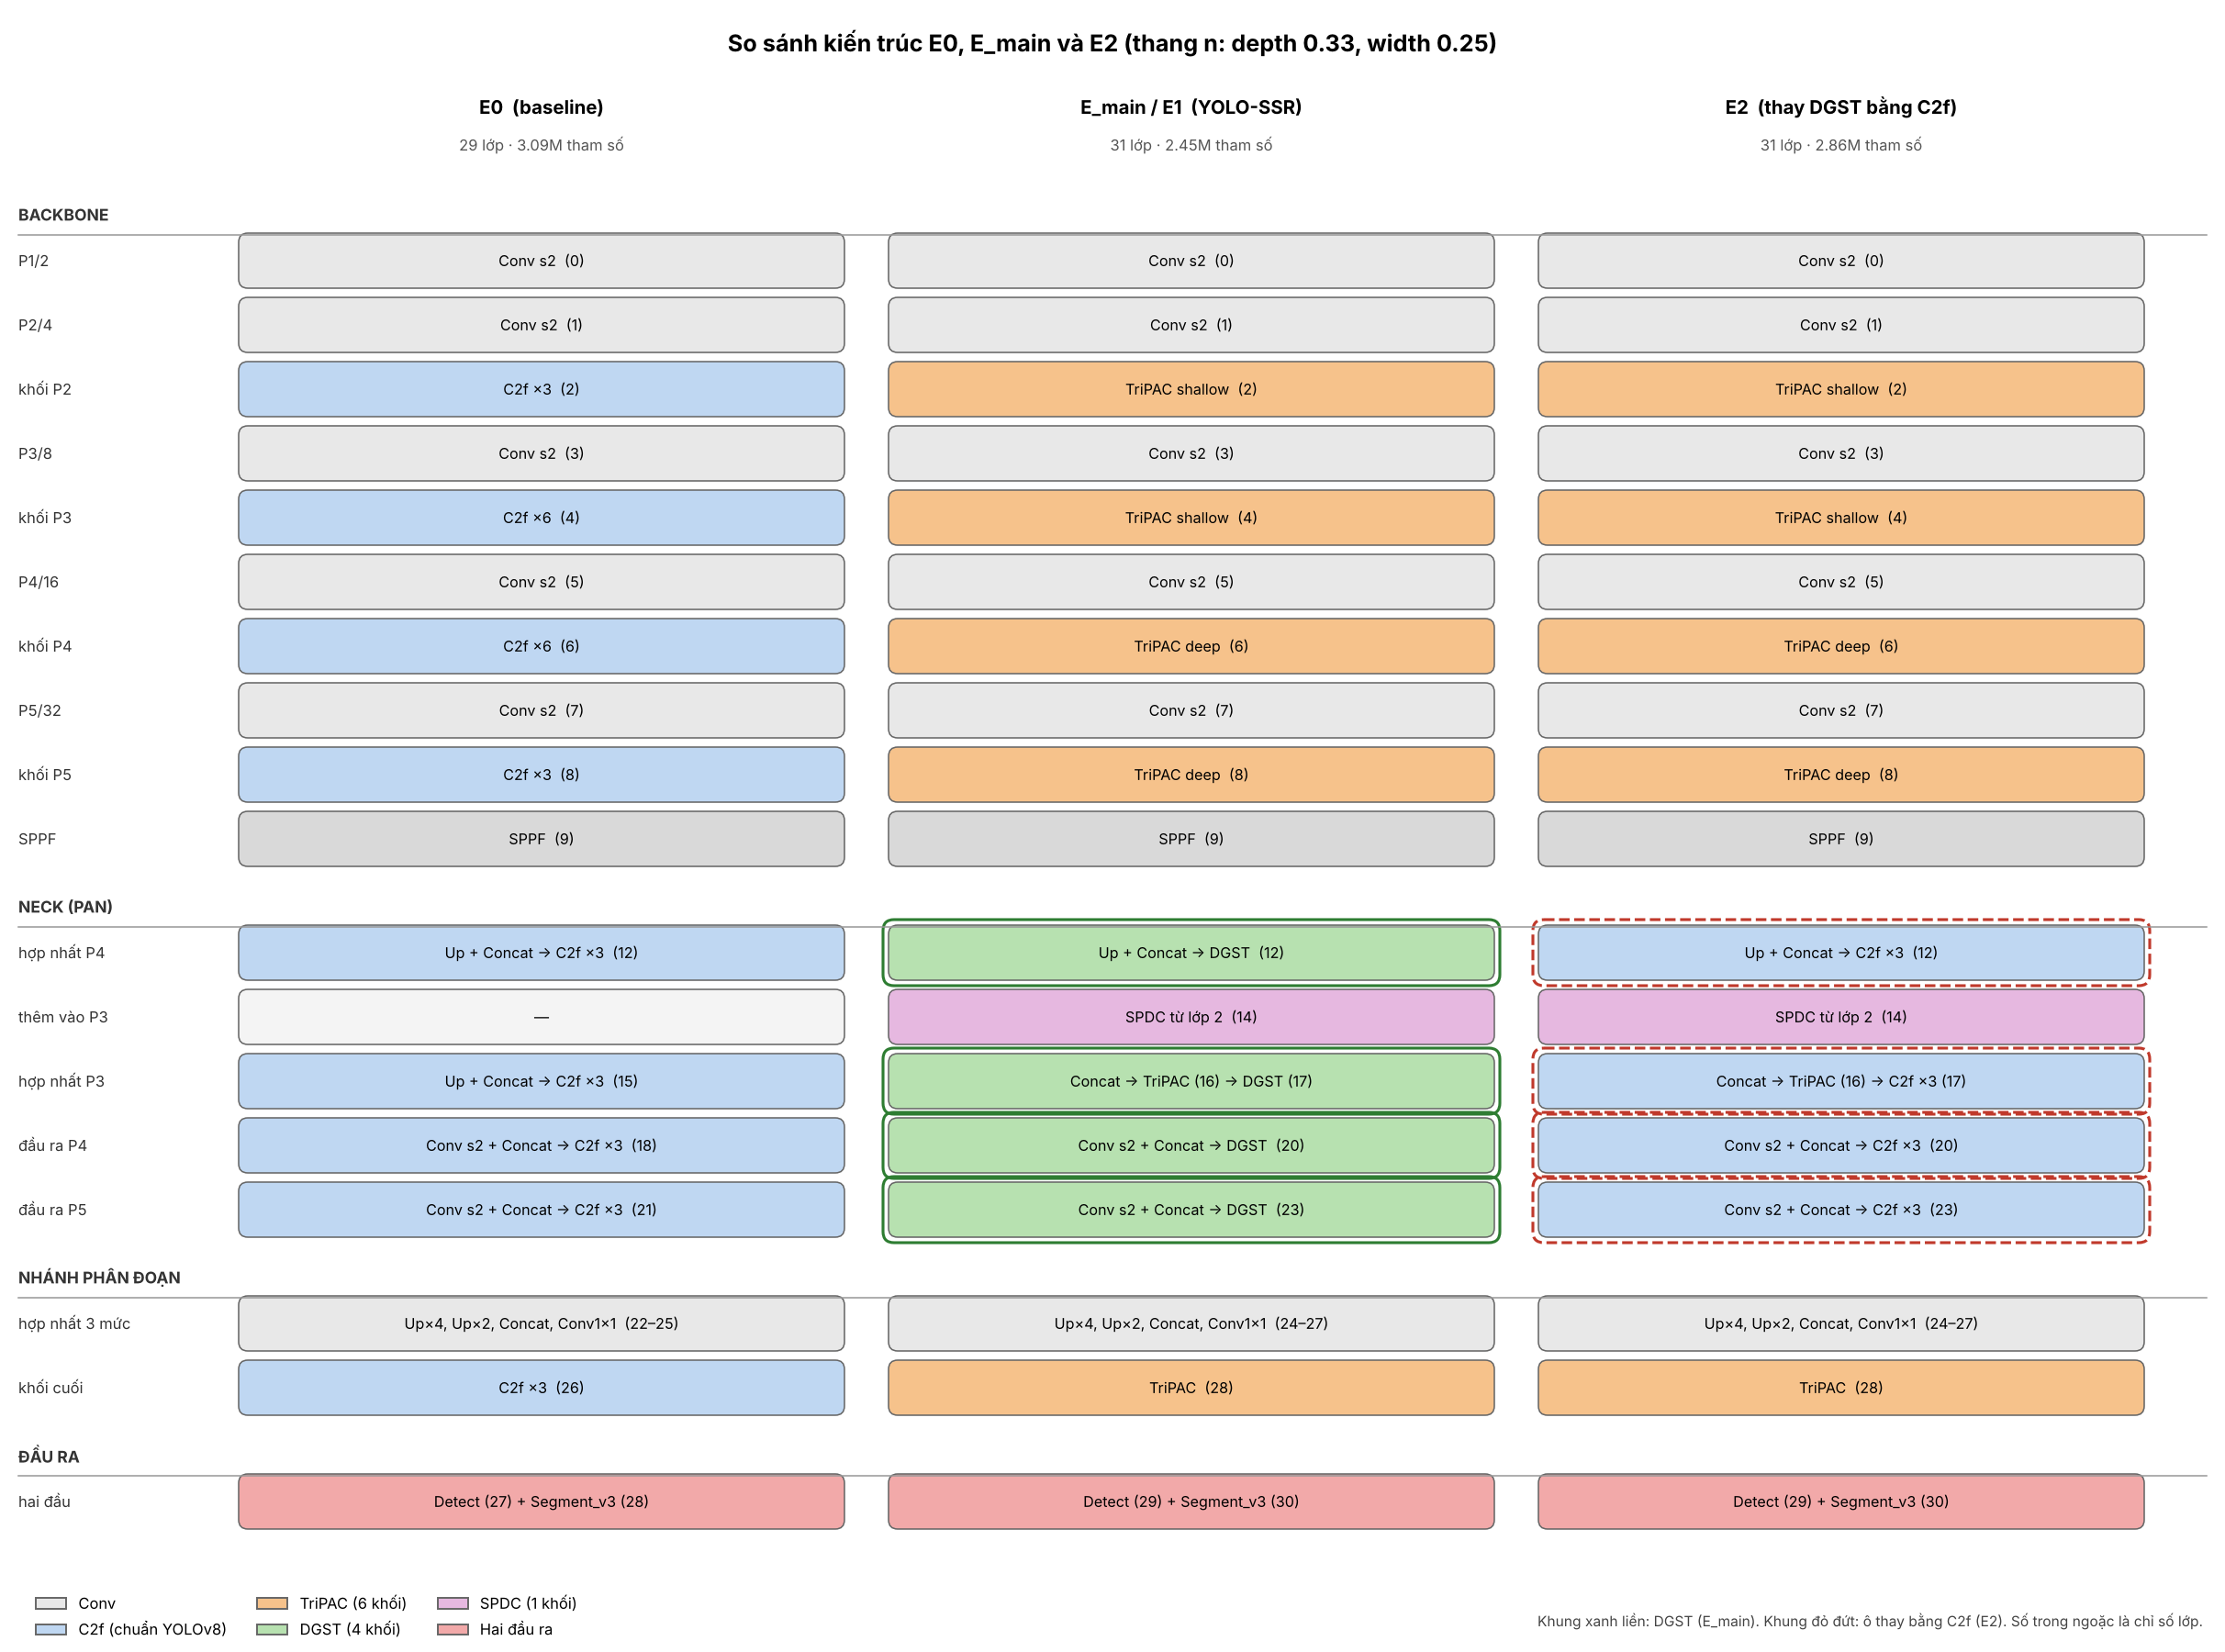 So sánh kiến trúc E0, E_main và E2 (thang n: depth 0.33, width 0.25)
E0 (baseline)
E_main / E1 (YOLO-SSR)
E2 (thay DGST bằng C2f)
29 lớp · 3.09M tham số
31 lớp · 2.45M tham số
31 lớp · 2.86M tham số
BACKBONE
P1/2
Conv s2 (0)
Conv s2 (0)
Conv s2 (0)
P2/4
Conv s2 (1)
Conv s2 (1)
Conv s2 (1)
khối P2
C2f ×3 (2)
TriPAC shallow (2)
TriPAC shallow (2)
P3/8
Conv s2 (3)
Conv s2 (3)
Conv s2 (3)
khối P3
C2f ×6 (4)
TriPAC shallow (4)
TriPAC shallow (4)
P4/16
Conv s2 (5)
Conv s2 (5)
Conv s2 (5)
khối P4
C2f ×6 (6)
TriPAC deep (6)
TriPAC deep (6)
P5/32
Conv s2 (7)
Conv s2 (7)
Conv s2 (7)
khối P5
C2f ×3 (8)
TriPAC deep (8)
TriPAC deep (8)
SPPF
SPPF (9)
SPPF (9)
SPPF (9)
NECK (PAN)
hợp nhất P4
Up + Concat → C2f ×3 (12)
Up + Concat → DGST (12)
Up + Concat → C2f ×3 (12)
thêm vào P3
—
SPDC từ lớp 2 (14)
SPDC từ lớp 2 (14)
hợp nhất P3
Up + Concat → C2f ×3 (15)
Concat → TriPAC (16) → DGST (17)
Concat → TriPAC (16) → C2f ×3 (17)
đầu ra P4
Conv s2 + Concat → C2f ×3 (18)
Conv s2 + Concat → DGST (20)
Conv s2 + Concat → C2f ×3 (20)
đầu ra P5
Conv s2 + Concat → C2f ×3 (21)
Conv s2 + Concat → DGST (23)
Conv s2 + Concat → C2f ×3 (23)
NHÁNH PHÂN ĐOẠN
hợp nhất 3 mức
Up×4, Up×2, Concat, Conv1×1 (22–25)
Up×4, Up×2, Concat, Conv1×1 (24–27)
Up×4, Up×2, Concat, Conv1×1 (24–27)
khối cuối
C2f ×3 (26)
TriPAC (28)
TriPAC (28)
ĐẦU RA
hai đầu
Detect (27) + Segment_v3 (28)
Detect (29) + Segment_v3 (30)
Detect (29) + Segment_v3 (30)
Conv
TriPAC (6 khối)
SPDC (1 khối)
C2f (chuẩn YOLOv8)
DGST (4 khối)
Hai đầu ra
Khung xanh liền: DGST (E_main). Khung đỏ đứt: ô thay bằng C2f (E2). Số trong ngoặc là chỉ số lớp.